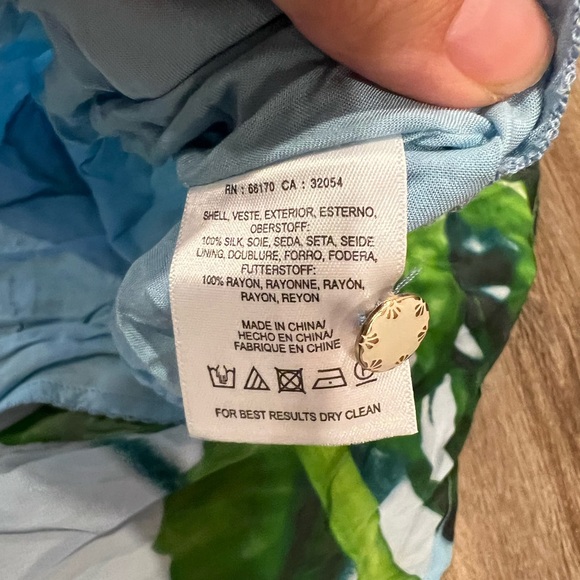 RN : 68170 CA : 32054
SHELL, VESTE, EXTERIOR, ESTERNO,
OBERSTOFF:
100% SILK, SOIE, SEDA, SETA, SEIDE
LINING, DOUBLURE, FORRO, FODERA,
FUTTERSTOFF:
100% RAYON, RAYONNE, RAYÓN,
RAYON, REYON
MADE IN CHINA/
HECHO EN CHINA/
FABRIQUE EN CHINE
FOR BEST RESULTS DRY CLEAN